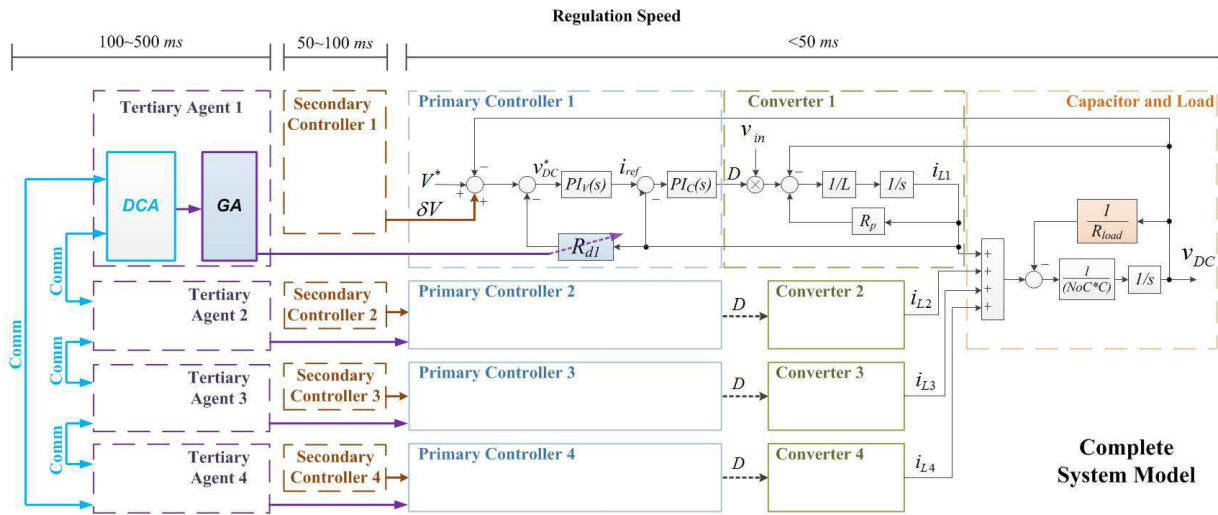 Regulation Speed
100~500 ms
50~100 ms
<50 ms
Tertiary Agent 1
Secondary
Controller 1
Primary Controller 1
Converter 1
Capacitor and Load
DCA
GA
V*
δV
+
+
−
−
v*DC
PIV(s)
iref
−
PIC(s)
D
vin
×
−
−
1/L
1/s
iL1
Rp
Rd1
+
+
+
+
−
1
Rload
1
(NoC*C)
1/s
vDC
Comm
Comm
Comm
Comm
Tertiary
Agent 2
Secondary
Controller 2
Primary Controller 2
D
Converter 2
iL2
Tertiary
Agent 3
Secondary
Controller 3
Primary Controller 3
D
Converter 3
iL3
Tertiary
Agent 4
Secondary
Controller 4
Primary Controller 4
D
Converter 4
iL4
Complete
System Model